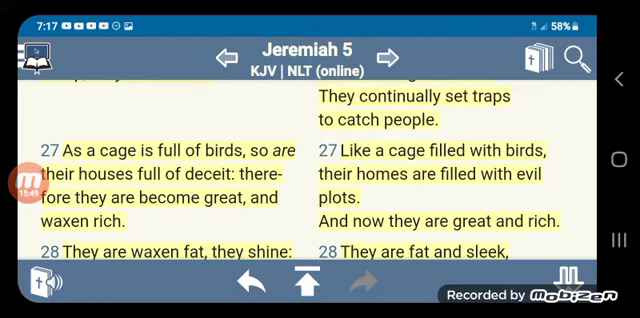 7:17
58%
Jeremiah 5
KJV | NLT (online)
They continually set traps
to catch people.
27 As a cage is full of birds, so are
their houses full of deceit: there-
fore they are become great, and
waxen rich.
28 They are waxen fat, they shine:
27 Like a cage filled with birds,
their homes are filled with evil
plots.
And now they are great and rich.
28 They are fat and sleek,
15:49
Recorded by Mobizen